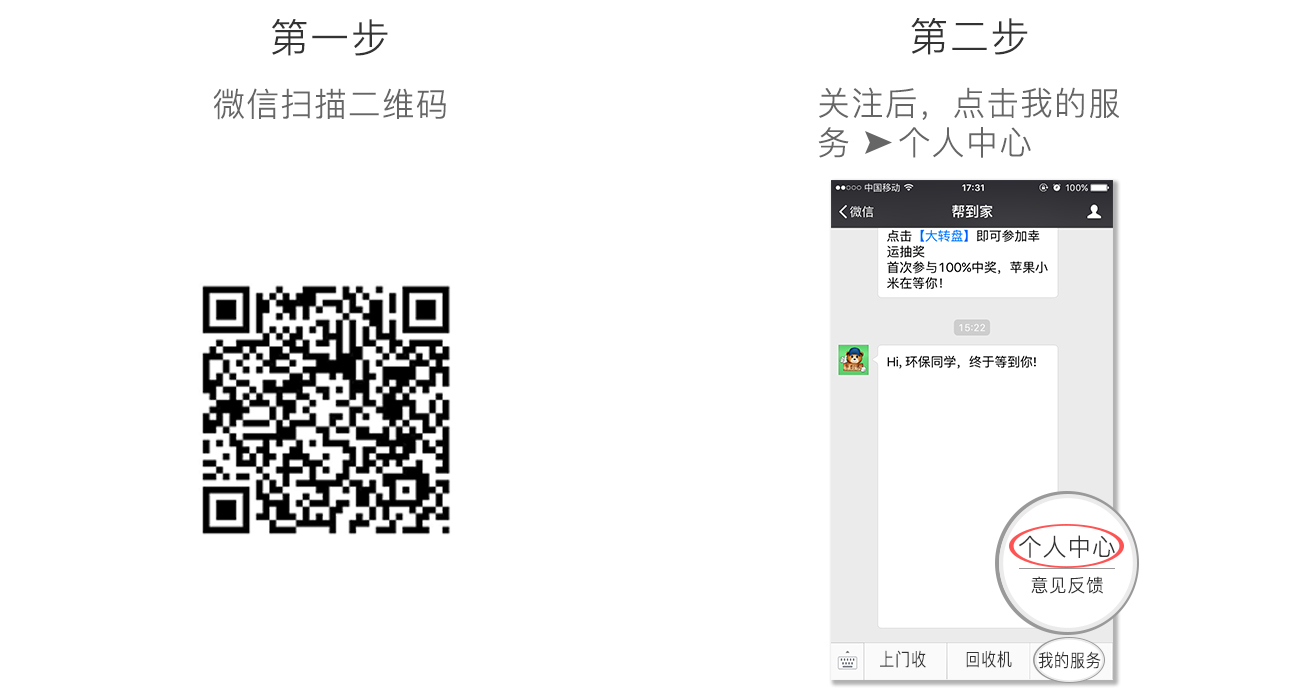 第一步
微信扫描二维码
第二步
关注后，点击我的服
务 ➤个人中心
中国移动 17:31 100%
微信 帮到家
点击【大转盘】即可参加幸
运抽奖
首次参与100%中奖，苹果小
米在等你！
15:22
Hi, 环保同学，终于等到你!
个人中心
意见反馈
上门收 回收机 我的服务